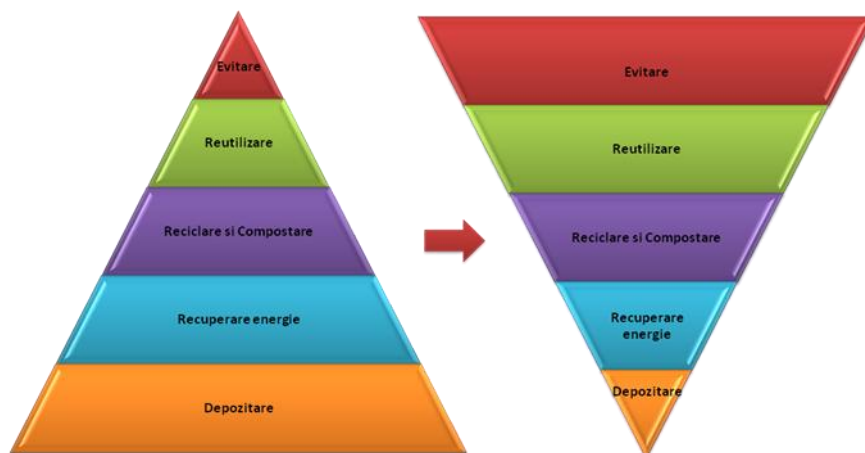 Evitare
Reutilizare
Reciclare si Compostare
Recuperare energie
Depozitare
Evitare
Reutilizare
Reciclare si Compostare
Recuperare
energie
Depozitare